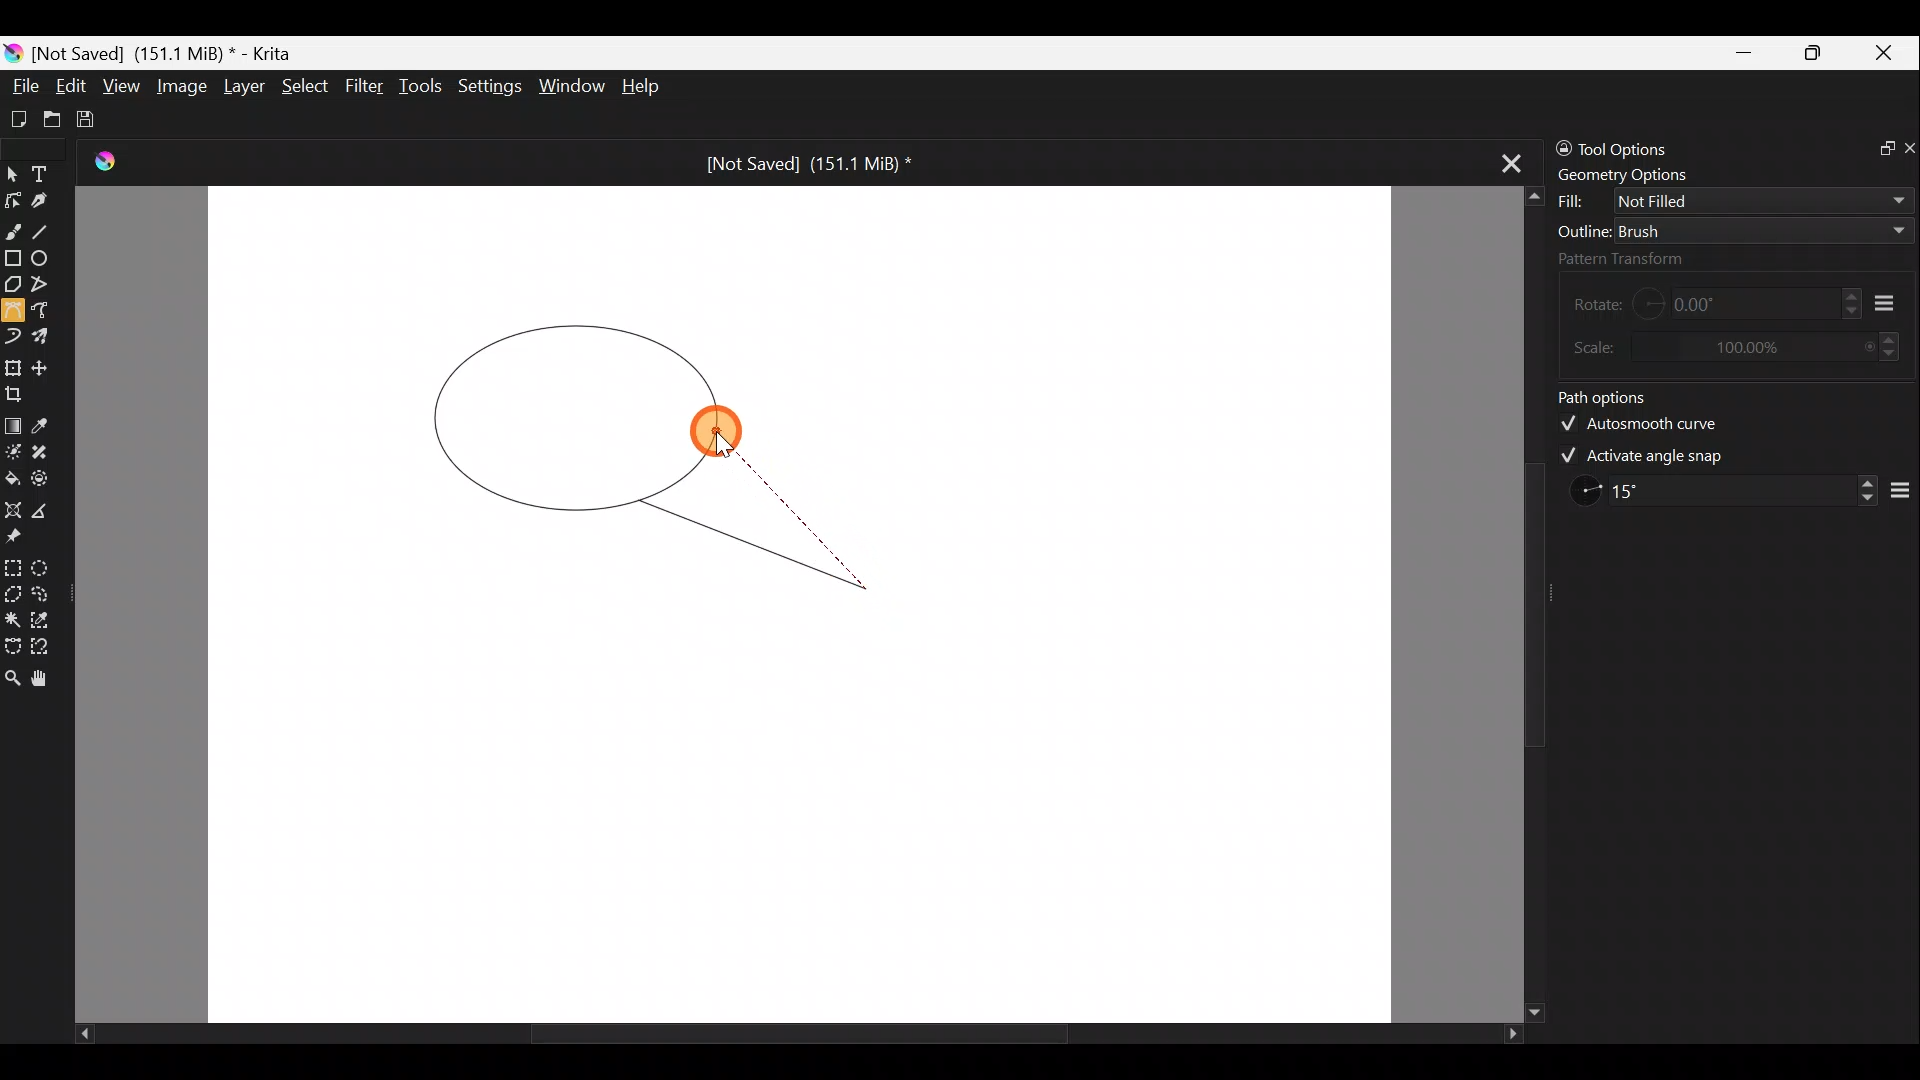 [Not Saved] (151.1 MiB) * - Krita
File Edit View Image Layer Select Filter Tools Settings Window Help
[Not Saved] (151.1 MiB) *
Tool Options
Geometry Options
Fill: Not Filled
Outline: Brush
Pattern Transform
Rotate: 0.00°
Scale: 100.00%
Path options
Autosmooth curve
Activate angle snap
15°